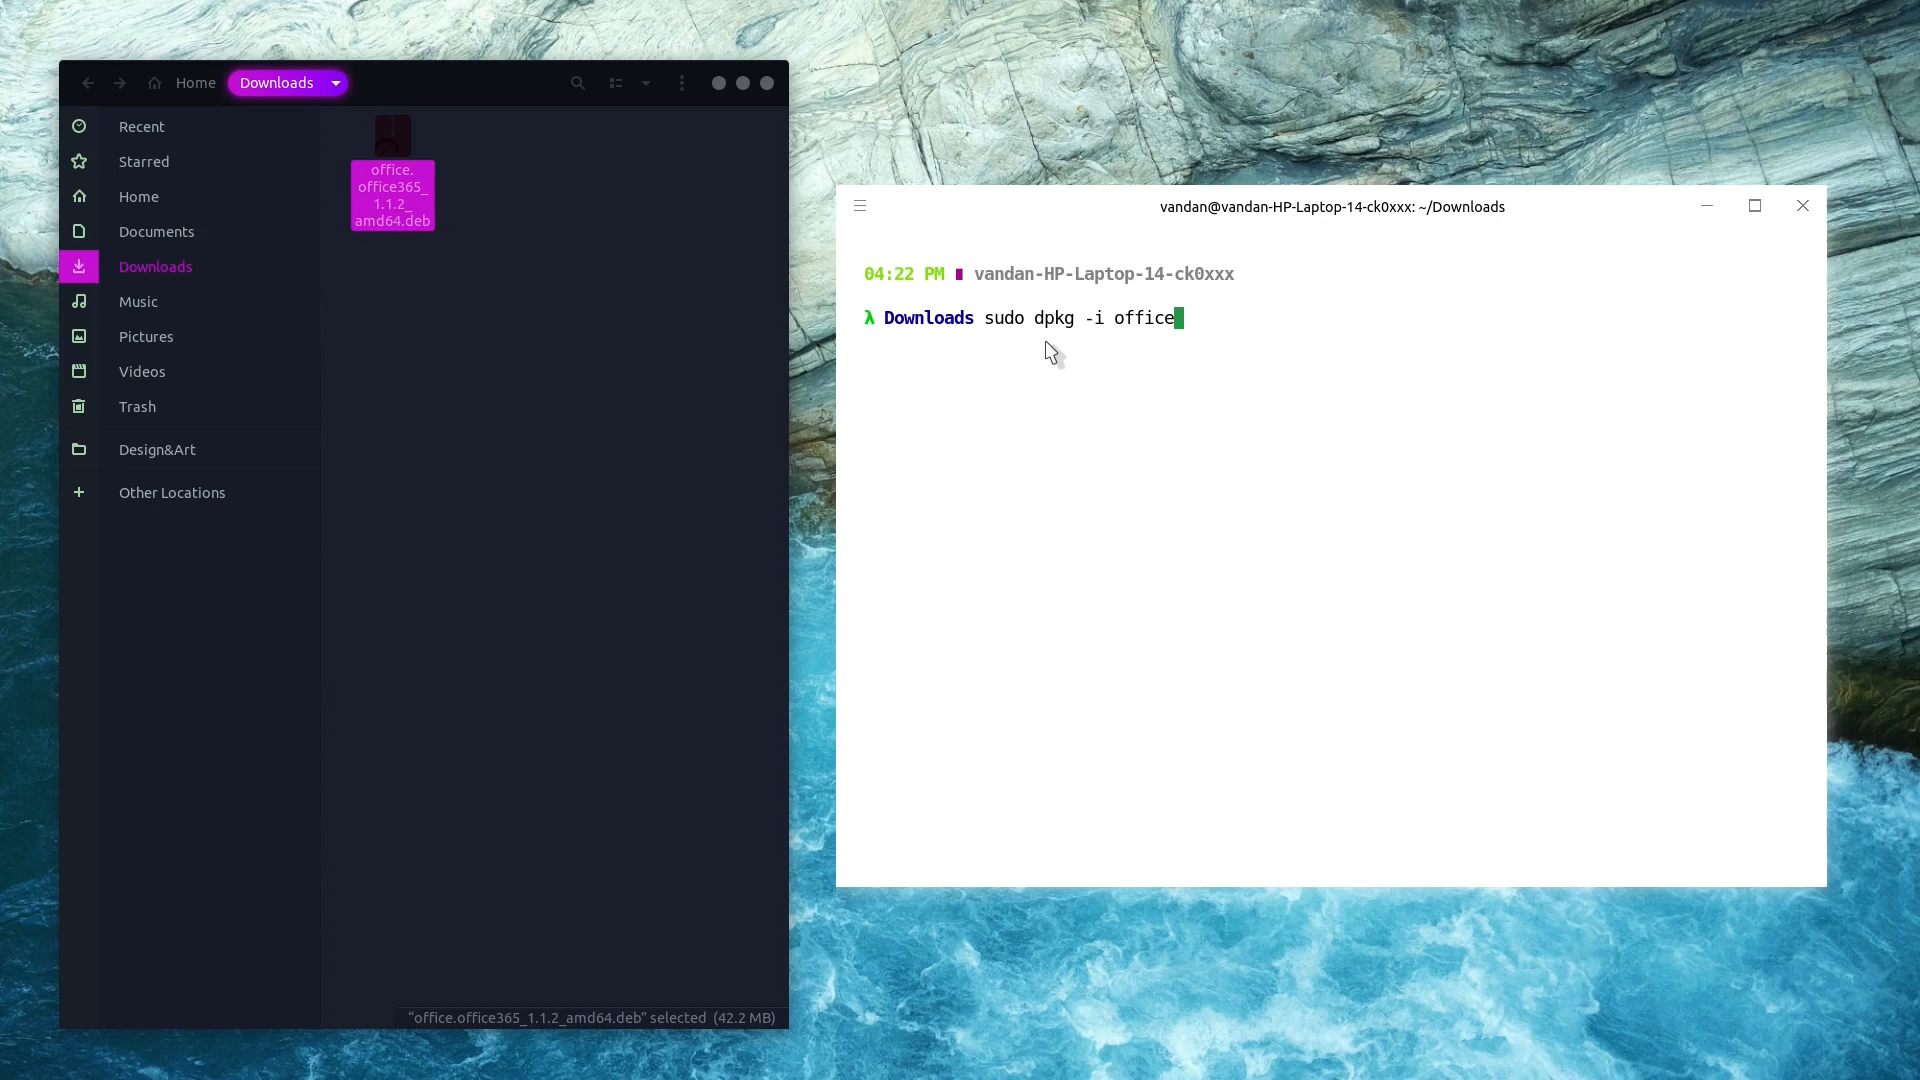 Home Downloads
Recent
Starred
Home
Documents
Downloads
Music
Pictures
Videos
Trash
Design&Art
Other Locations
office.
office365_
1.1.2_
amd64.deb
“office.office365_1.1.2_amd64.deb” selected (42.2 MB)
vandan@vandan-HP-Laptop-14-ck0xxx: ~/Downloads
04:22 PM ∎ vandan-HP-Laptop-14-ck0xxx
λ Downloads sudo dpkg -i office